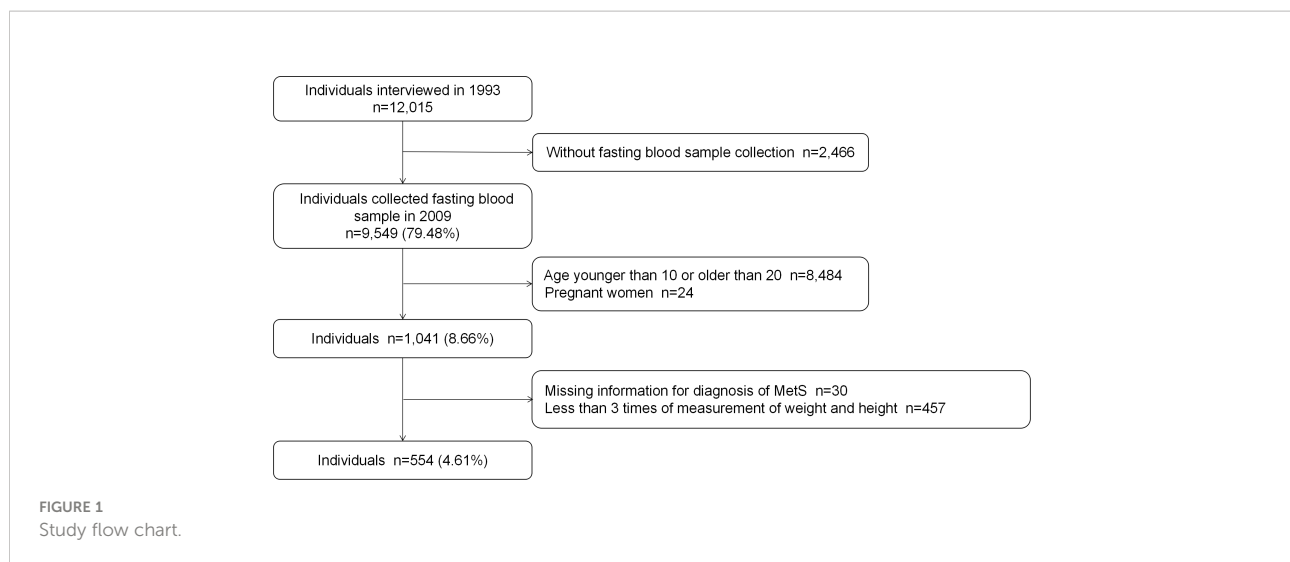 Individuals interviewed in 1993
n=12,015
Without fasting blood sample collection n=2,466
Individuals collected fasting blood
sample in 2009
n=9,549 (79.48%)
Age younger than 10 or older than 20 n=8,484
Pregnant women n=24
Individuals n=1,041 (8.66%)
Missing information for diagnosis of MetS n=30
Less than 3 times of measurement of weight and height n=457
Individuals n=554 (4.61%)
FIGURE 1
Study flow chart.